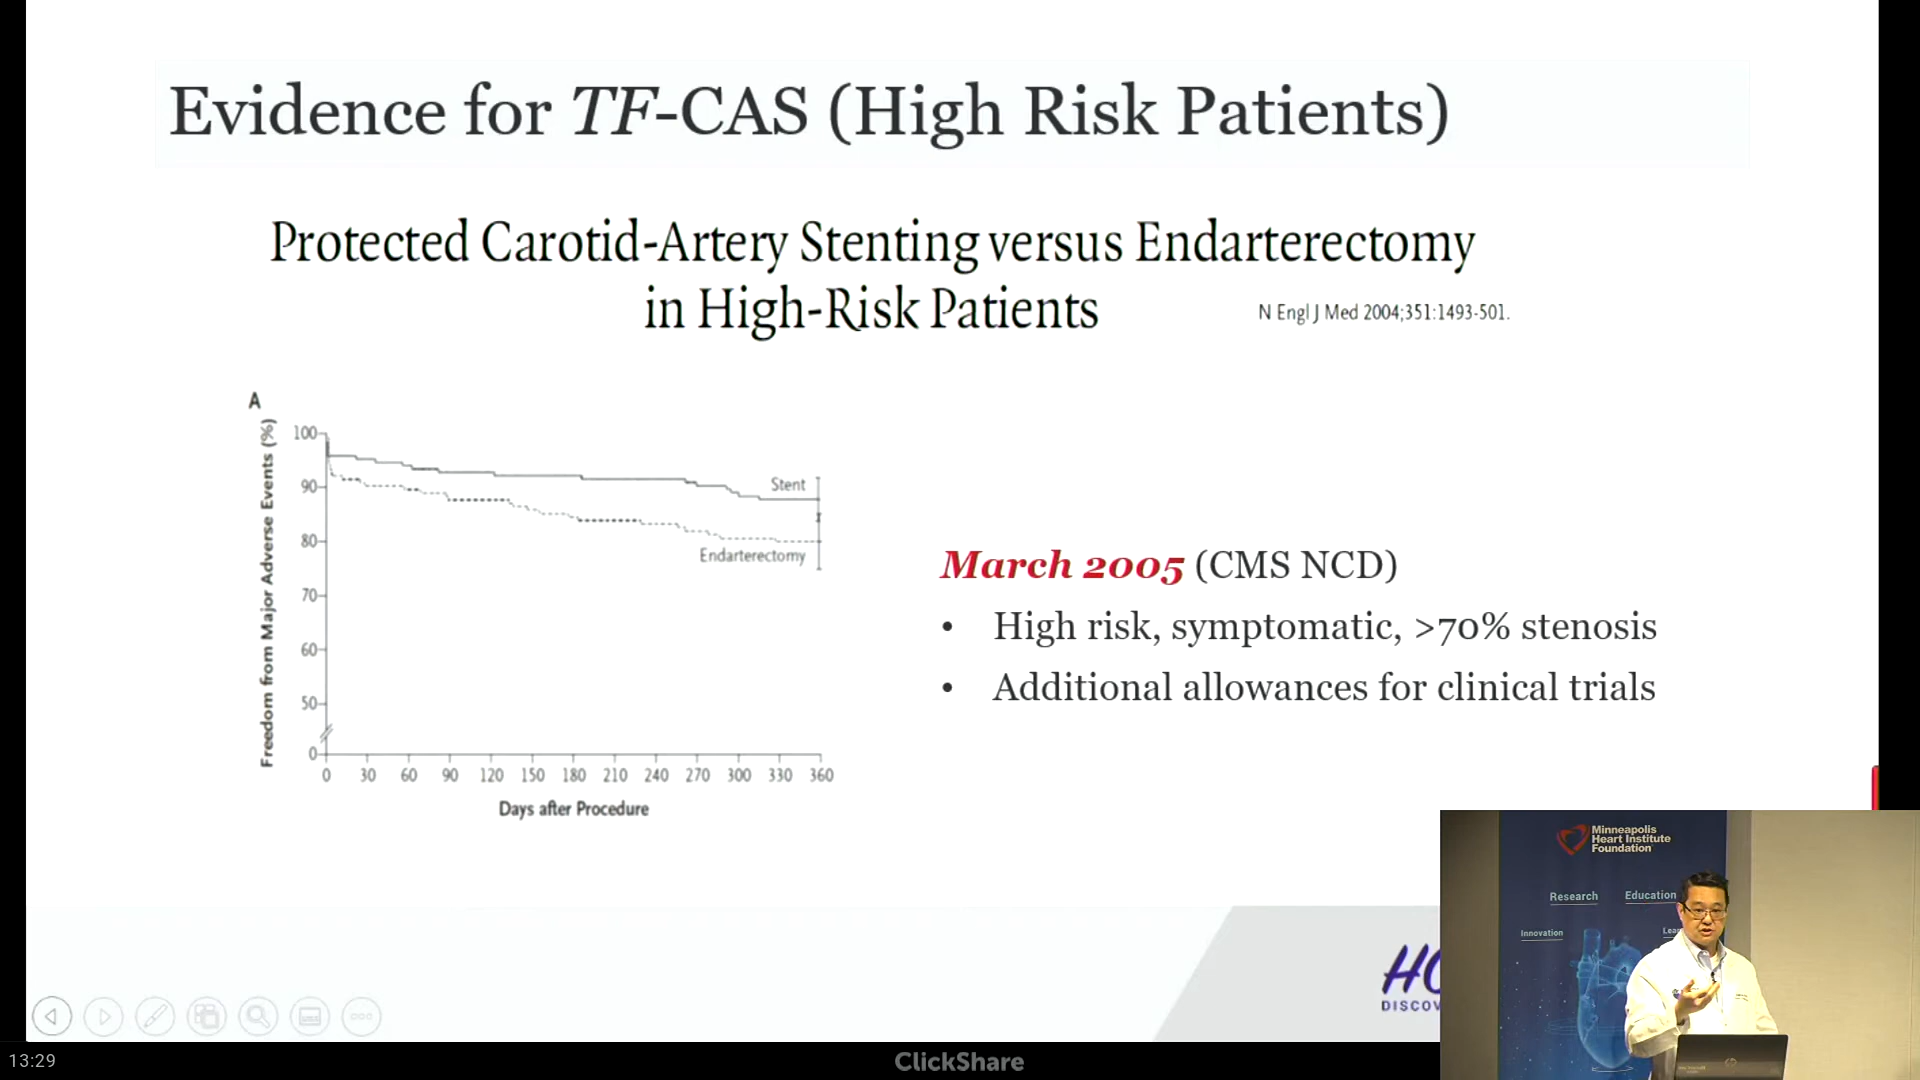 Evidence for TF-CAS (High Risk Patients)
Protected Carotid-Artery Stenting versus Endarterectomy
in High-Risk Patients
N Engl J Med 2004;351:1493-501.
A
Freedom from Major Adverse Events (%)
100
90
80
70
60
50
0
Stent
Endarterectomy
0 30 60 90 120 150 180 210 240 270 300 330 360
Days after Procedure
March 2005 (CMS NCD)
• High risk, symptomatic, >70% stenosis
• Additional allowances for clinical trials
Minneapolis
Heart Institute
Foundation
Research Education
Innovation
13:29
ClickShare